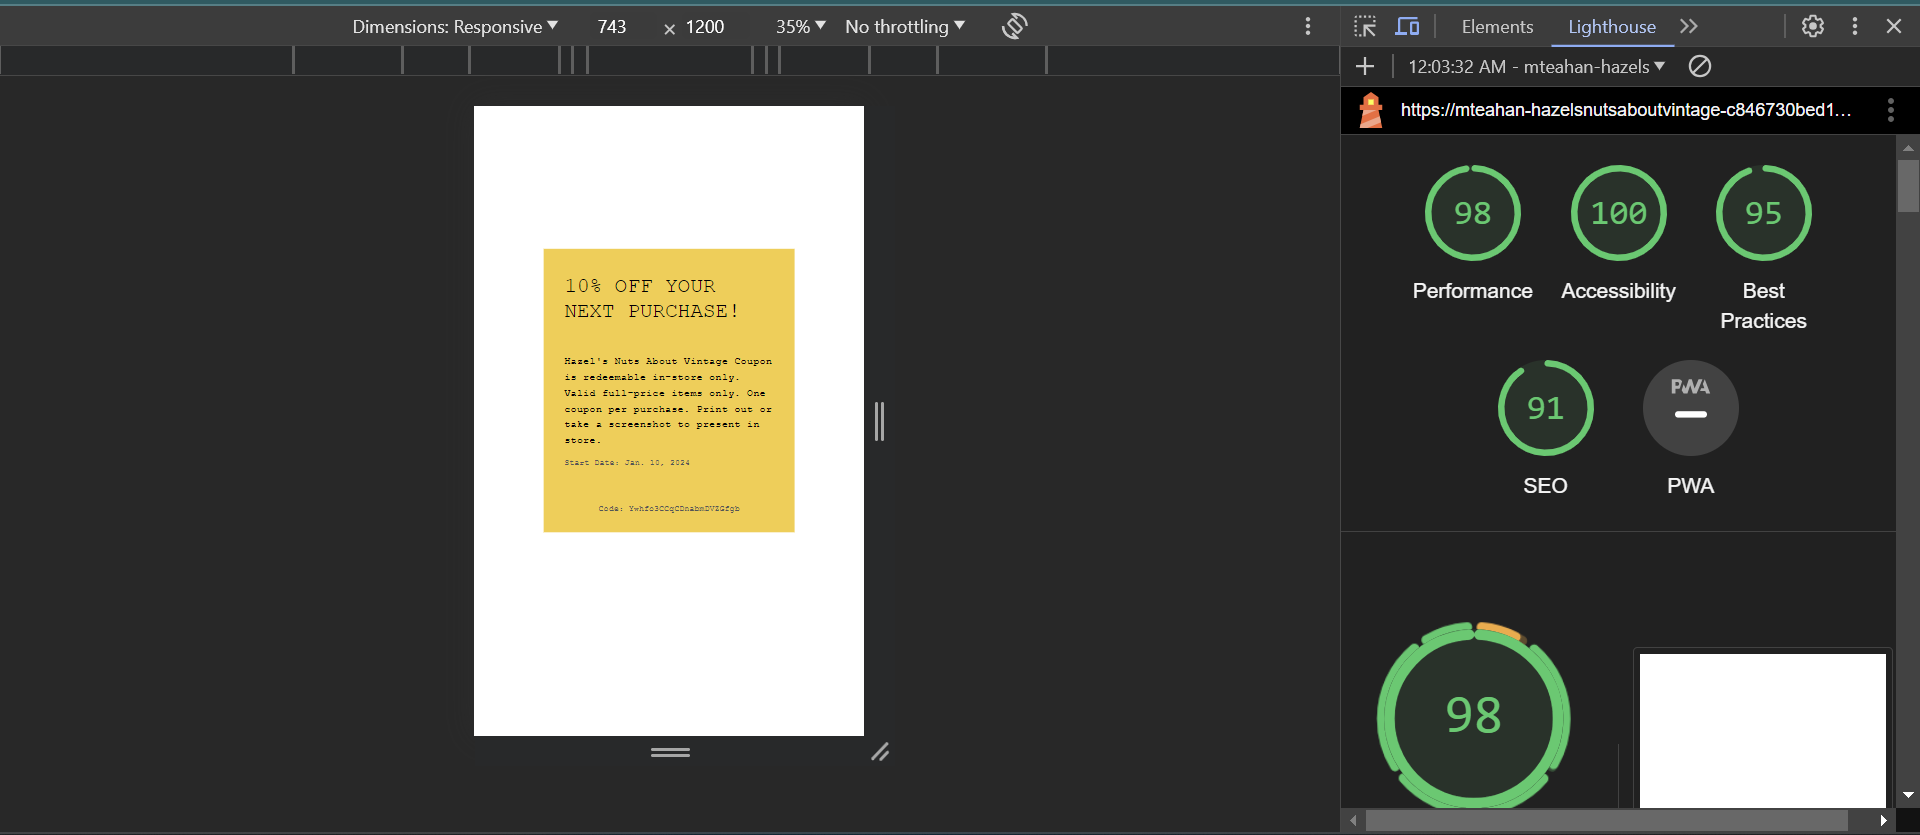 Dimensions: Responsive 743 × 1200 35% No throttling
Elements Lighthouse
12:03:32 AM - mteahan-hazels
https://mteahan-hazelsnutsaboutvintage-c846730bed1…
98 100 95
Performance Accessibility Best
Practices
91 PWA
SEO PWA
98
10% OFF YOUR
NEXT PURCHASE!
Hazel's Nuts About Vintage Coupon
is redeemable in-store only.
Valid full-price items only. One
coupon per purchase. Print out or
take a screenshot to present in
store.
Start Date: Jan. 10, 2024
Code: